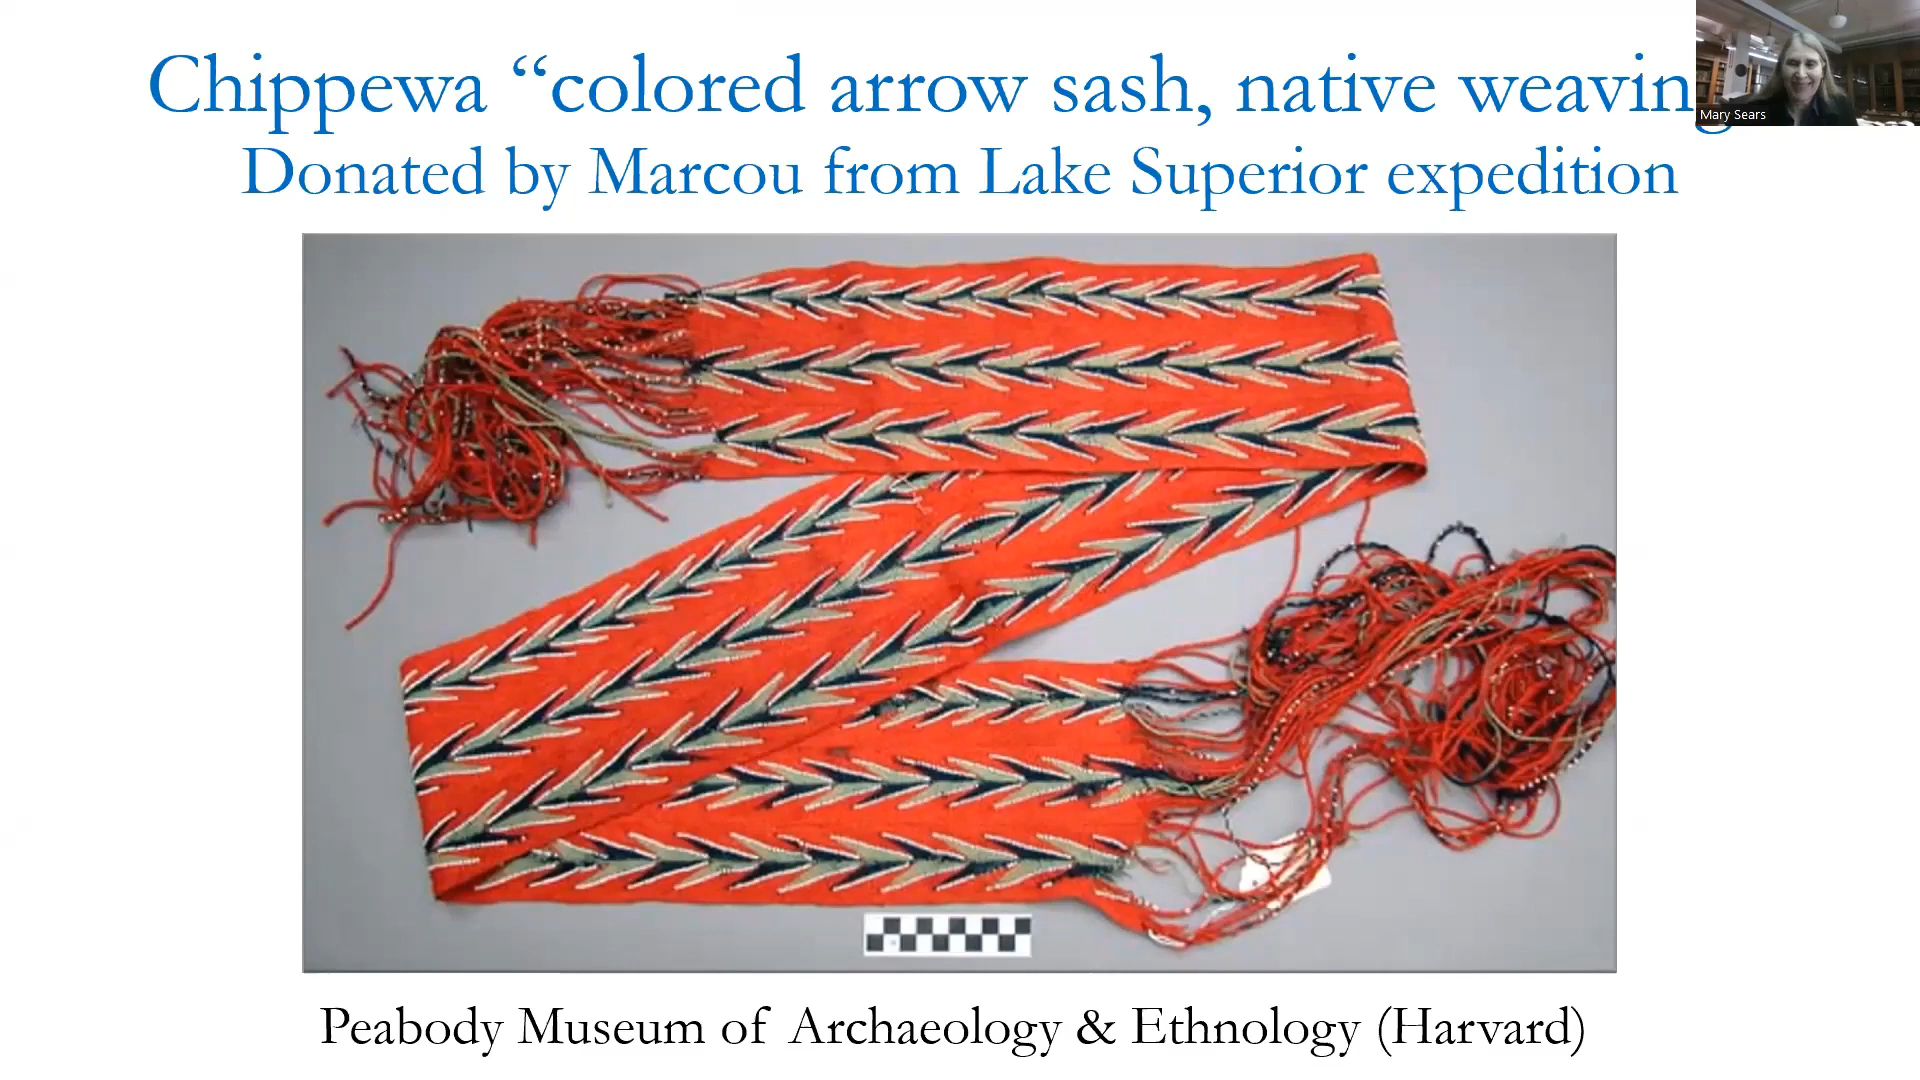 Chippewa “colored arrow sash, native weaving
Donated by Marcou from Lake Superior expedition
Mary Sears
Peabody Museum of Archaeology & Ethnology (Harvard)